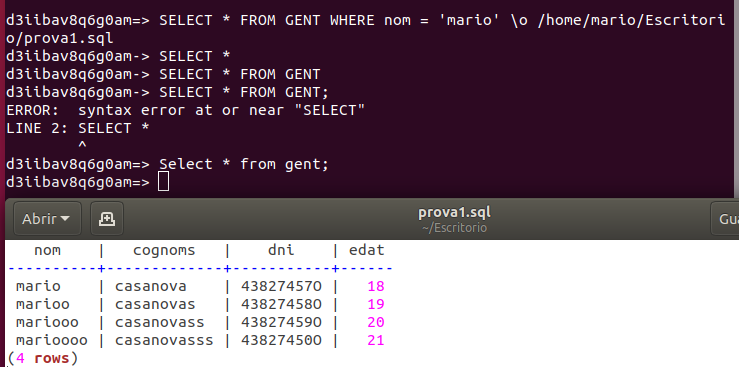 d3iibav8q6g0am=> SELECT * FROM GENT WHERE nom = 'mario' \o /home/mario/Escritori
o/prova1.sql
d3iibav8q6g0am-> SELECT *
d3iibav8q6g0am-> SELECT * FROM GENT
d3iibav8q6g0am-> SELECT * FROM GENT;
ERROR:  syntax error at or near "SELECT"
LINE 2: SELECT *
        ^
d3iibav8q6g0am=> Select * from gent;
d3iibav8q6g0am=>
Abrir prova1.sql Gua
~/Escritorio
   nom    |   cognoms   |    dni    | edat
----------+-------------+-----------+------
 mario    | casanova    | 438274570 |   18
 marioo   | casanovas   | 438274580 |   19
 mariooo  | casanovass  | 438274590 |   20
 marioooo | casanovasss | 438274500 |   21
(4 rows)